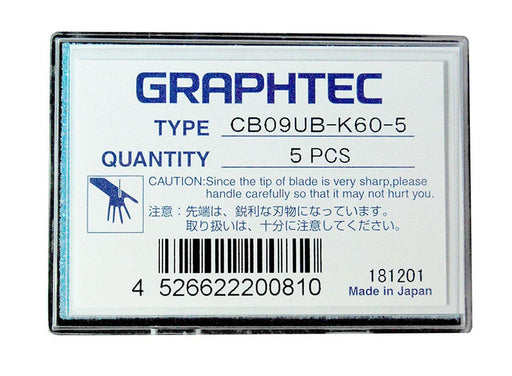 GRAPHTEC
TYPE CB09UB-K60-5
QUANTITY 5 PCS
CAUTION:Since the tip of blade is very sharp,please
handle carefully so that it may not hurt you.
注意：先端は、鋭利な刃物になっています。
取り扱いは、十分に注意してください。
4 526622200810
181201
Made in Japan